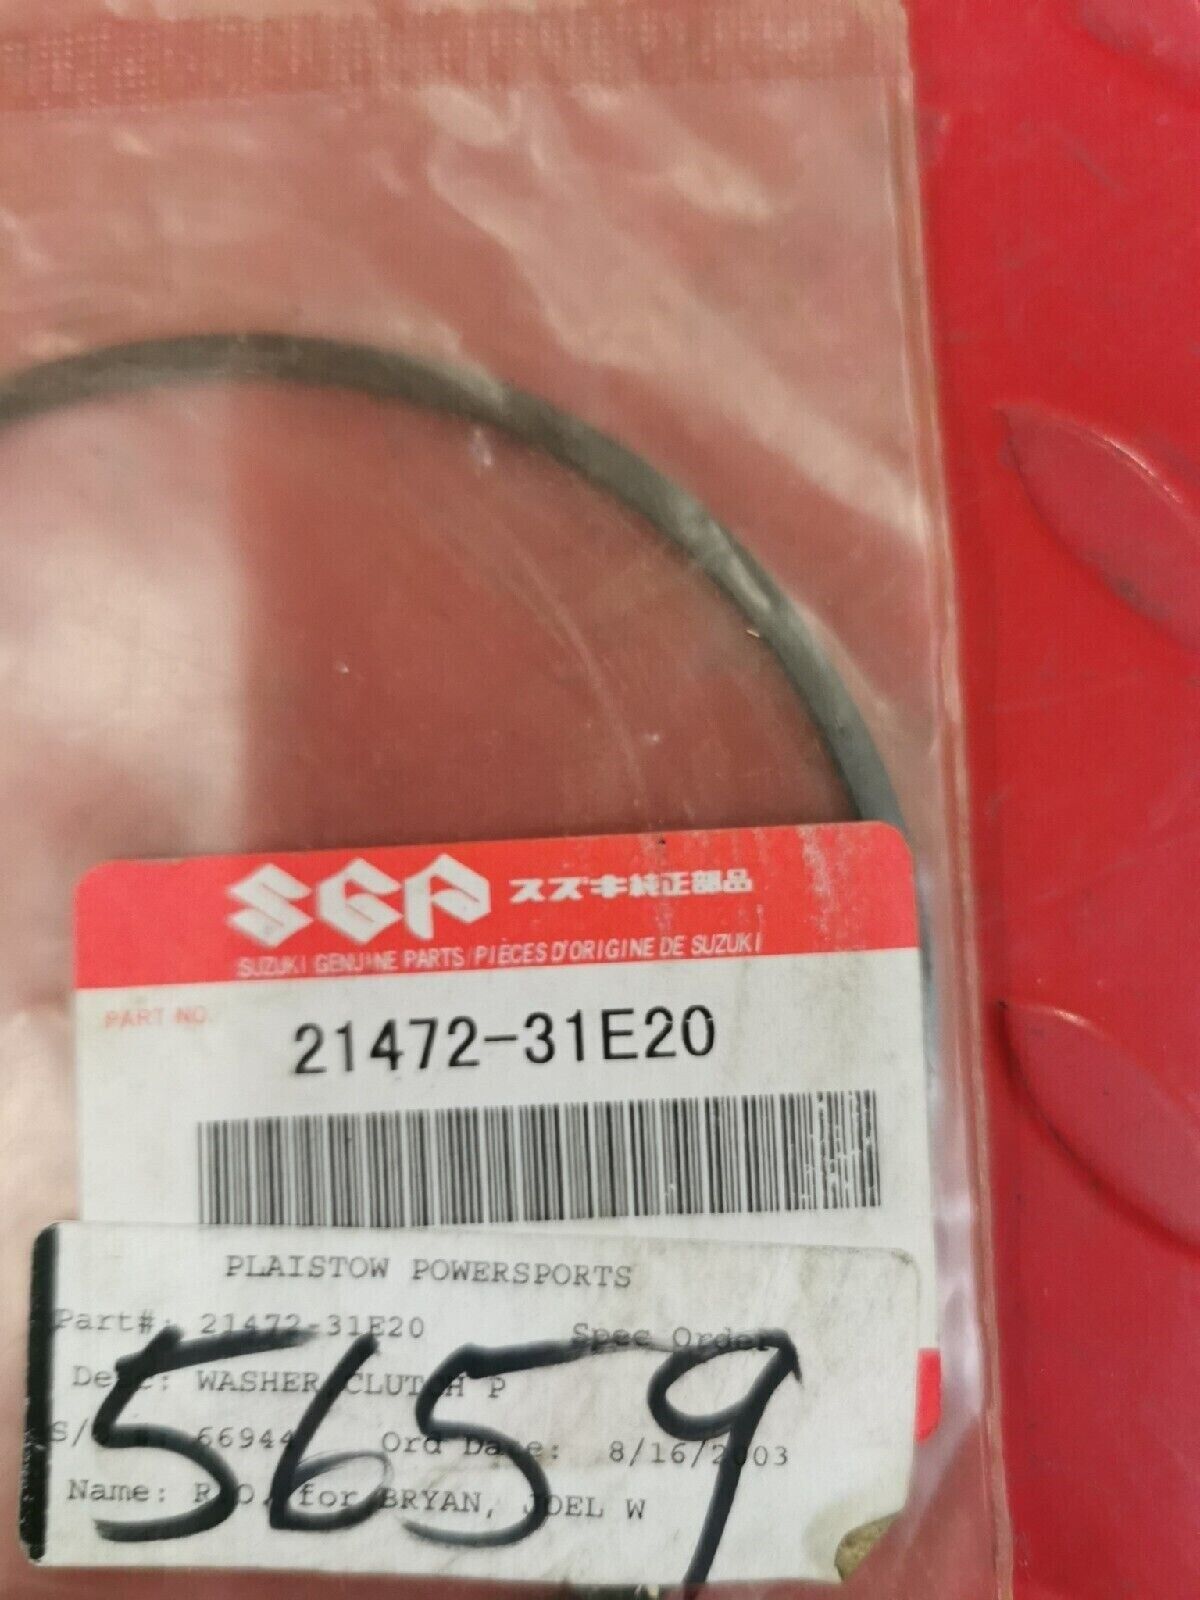 SGP スズキ純正部品
SUZUKI GENUINE PARTS/PIÈCES D'ORIGINE DE SUZUKI
PART NO. 21472-31E20
PLAISTOW POWERSPORTS
Part#: 21472-31E20 Spec Order
Desc: WASHER, CLUTCH P
66944 Ord Date: 8/16/2003
Name: R.O. for BRYAN, JOEL W
5659